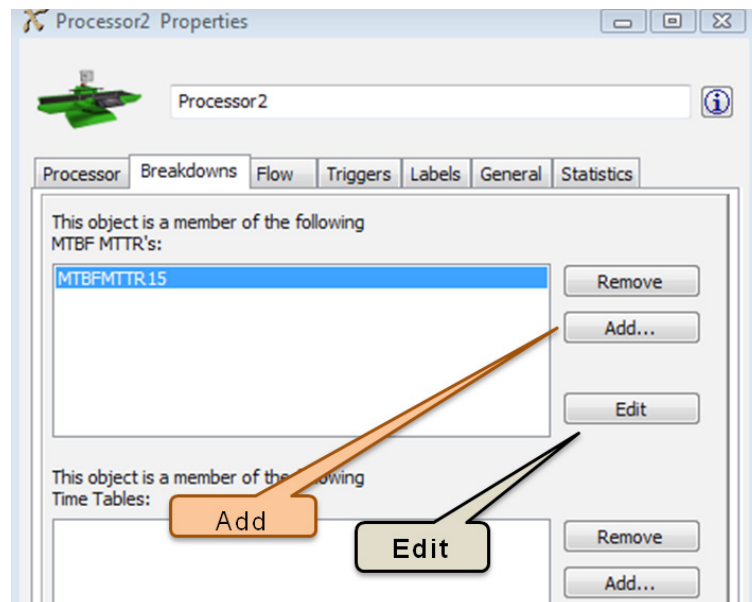 Processor2 Properties
Processor2
Processor Breakdowns Flow Triggers Labels General Statistics
This object is a member of the following
MTBF MTTR's:
MTBFMTTR15
Remove
Add...
Edit
This object is a member of the following
Time Tables:
Add
Edit
Remove
Add...